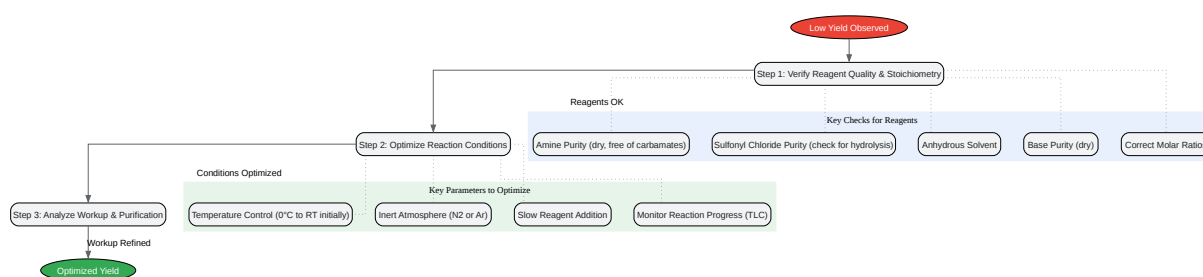 Low Yield Observed
Step 1: Verify Reagent Quality & Stoichiometry
Reagents OK
Key Checks for Reagents
Amine Purity (dry, free of carbamates)
Sulfonyl Chloride Purity (check for hydrolysis)
Anhydrous Solvent
Base Purity (dry)
Correct Molar Ratios
Step 2: Optimize Reaction Conditions
Conditions Optimized
Key Parameters to Optimize
Temperature Control (0°C to RT initially)
Inert Atmosphere (N2 or Ar)
Slow Reagent Addition
Monitor Reaction Progress (TLC)
Step 3: Analyze Workup & Purification
Workup Refined
Optimized Yield